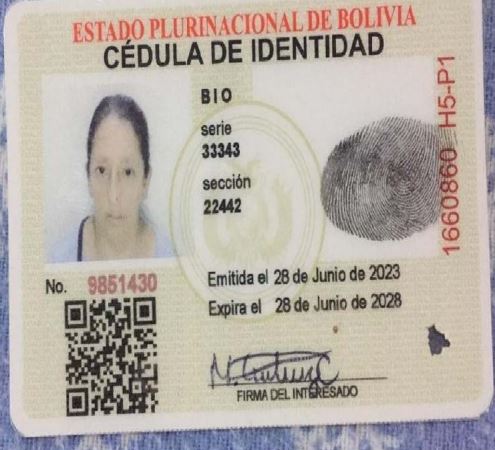 ESTADO PLURINACIONAL DE BOLIVIA
CÉDULA DE IDENTIDAD
BIO
serie
33343
sección
22442
1660860 H5-P1
No. 9851430
Emitida el 28 de Junio de 2023
Expira el 28 de Junio de 2028
FIRMA DEL INTERESADO